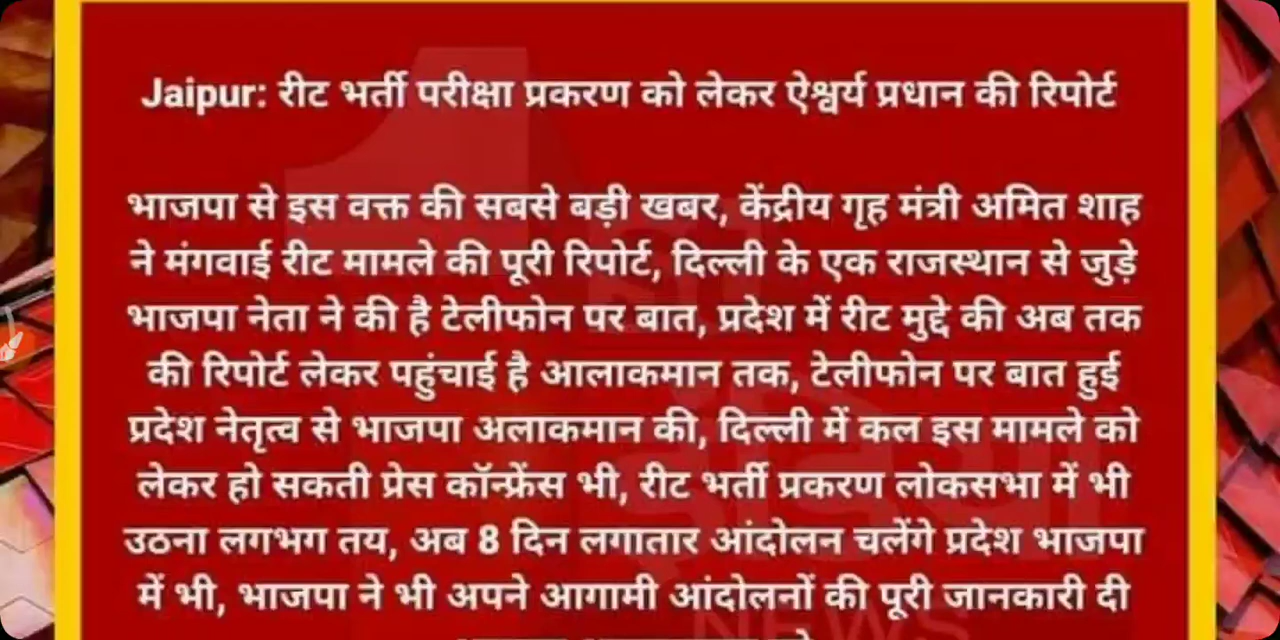 Jaipur: रीट भर्ती परीक्षा प्रकरण को लेकर ऐश्वर्य प्रधान की रिपोर्ट
भाजपा से इस वक्त की सबसे बड़ी खबर, केंद्रीय गृह मंत्री अमित शाह
ने मंगवाई रीट मामले की पूरी रिपोर्ट, दिल्ली के एक राजस्थान से जुड़े
भाजपा नेता ने की है टेलीफोन पर बात, प्रदेश में रीट मुद्दे की अब तक
की रिपोर्ट लेकर पहुंचाई है आलाकमान तक, टेलीफोन पर बात हुई
प्रदेश नेतृत्व से भाजपा अलाकमान की, दिल्ली में कल इस मामले को
लेकर हो सकती प्रेस कॉन्फ्रेंस भी, रीट भर्ती प्रकरण लोकसभा में भी
उठना लगभग तय, अब 8 दिन लगातार आंदोलन चलेंगे प्रदेश भाजपा
में भी, भाजपा ने भी अपने आगामी आंदोलनों की पूरी जानकारी दी
NEWS